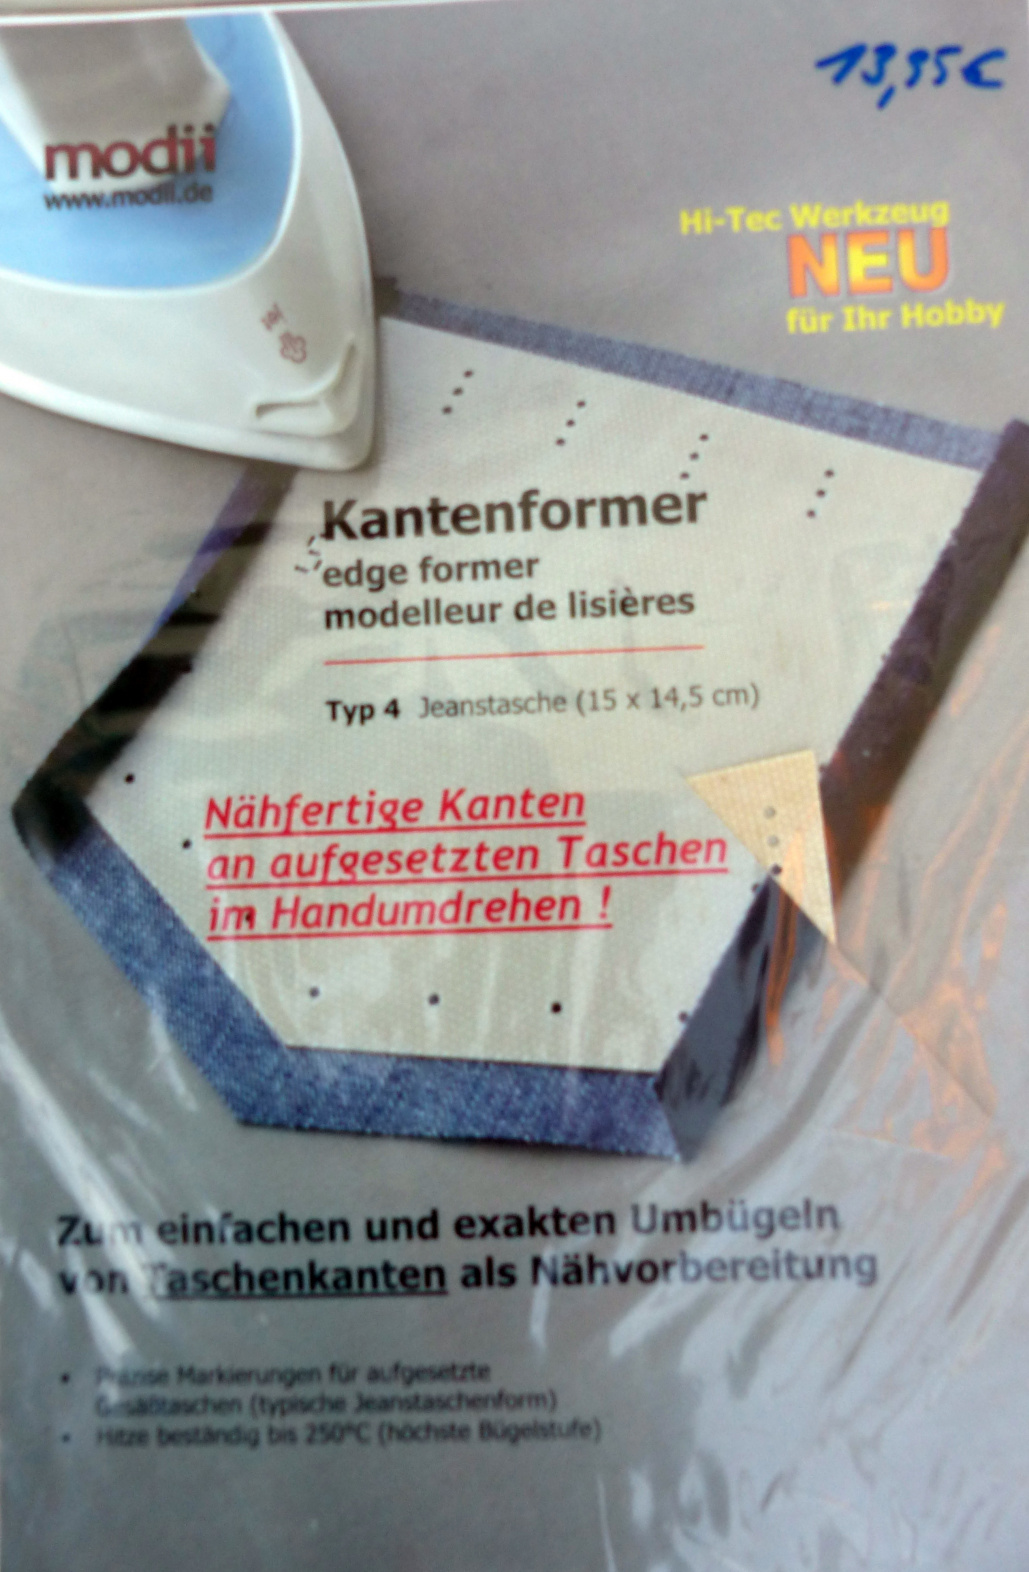 13,95€
modii
www.modii.de
Hi-Tec Werkzeug
NEU
für Ihr Hobby
Kantenformer
edge former
modelleur de lisières
Typ 4 Jeanstasche (15 x 14,5 cm)
Nähfertige Kanten
an aufgesetzten Taschen
im Handumdrehen !
Zum einfachen und exakten Umbügeln
von Taschenkanten als Nähvorbereitung
• Präzise Markierungen für aufgesetzte
Gesäßtaschen (typische Jeanstaschenform)
• Hitze beständig bis 250°C (höchste Bügelstufe)